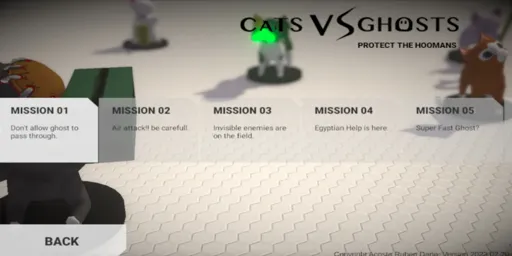 CATS VS GHOSTS
PROTECT THE HOOMANS
MISSION 01
Don't allow ghost to
pass through.
MISSION 02
Air attack!! be carefull
MISSION 03
Invisible enemies are
on the field.
MISSION 04
Egyptian Help is here
MISSION 05
Super Fast Ghost?
BACK
Copyright
Version